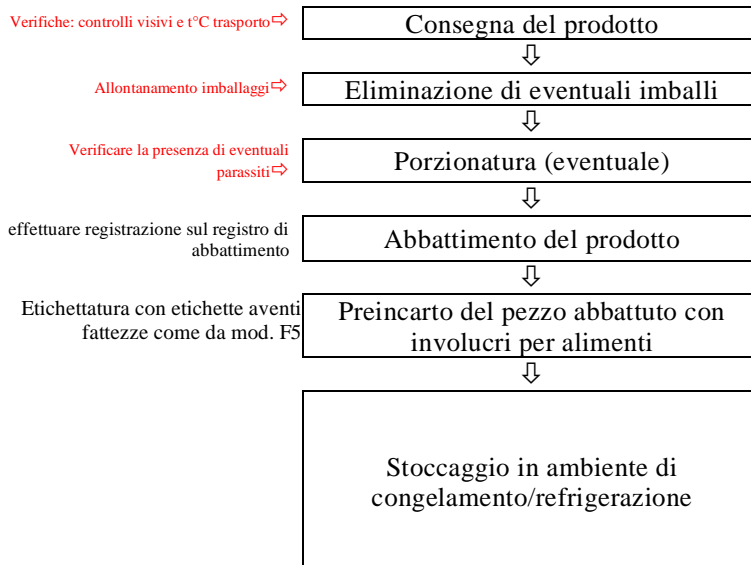 Verifiche: controlli visivi e t°C trasporto⇨
Consegna del prodotto
⇩
Allontanamento imballaggi⇨
Eliminazione di eventuali imballi
⇩
Verificare la presenza di eventuali
parassiti⇨
Porzionatura (eventuale)
⇩
effettuare registrazione sul registro di
abbattimento
Abbattimento del prodotto
⇩
Etichettatura con etichette aventi
fattezze come da mod. F5
Preincarto del pezzo abbattuto con
involucri per alimenti
⇩
Stoccaggio in ambiente di
congelamento/refrigerazione